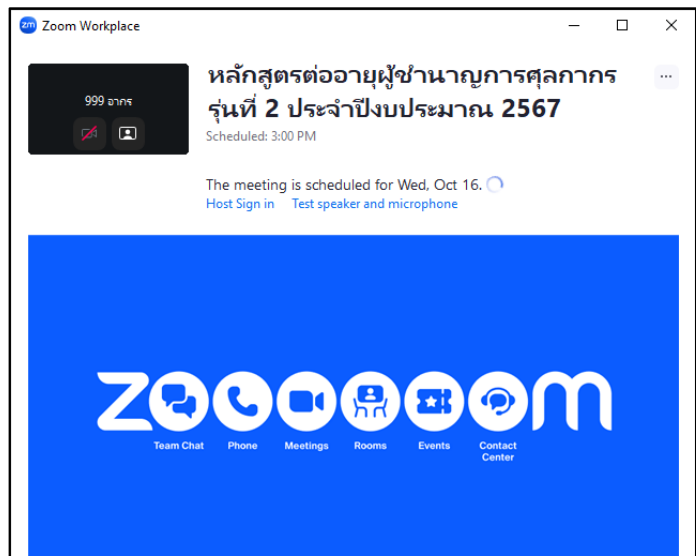 zm Zoom Workplace
999 อากร
หลักสูตรต่ออายุผู้ชำนาญการศุลกากร
รุ่นที่ 2 ประจำปีงบประมาณ 2567
Scheduled: 3:00 PM
The meeting is scheduled for Wed, Oct 16.
Host Sign in Test speaker and microphone
zoooooom
Team Chat Phone Meetings Rooms Events Contact
Center